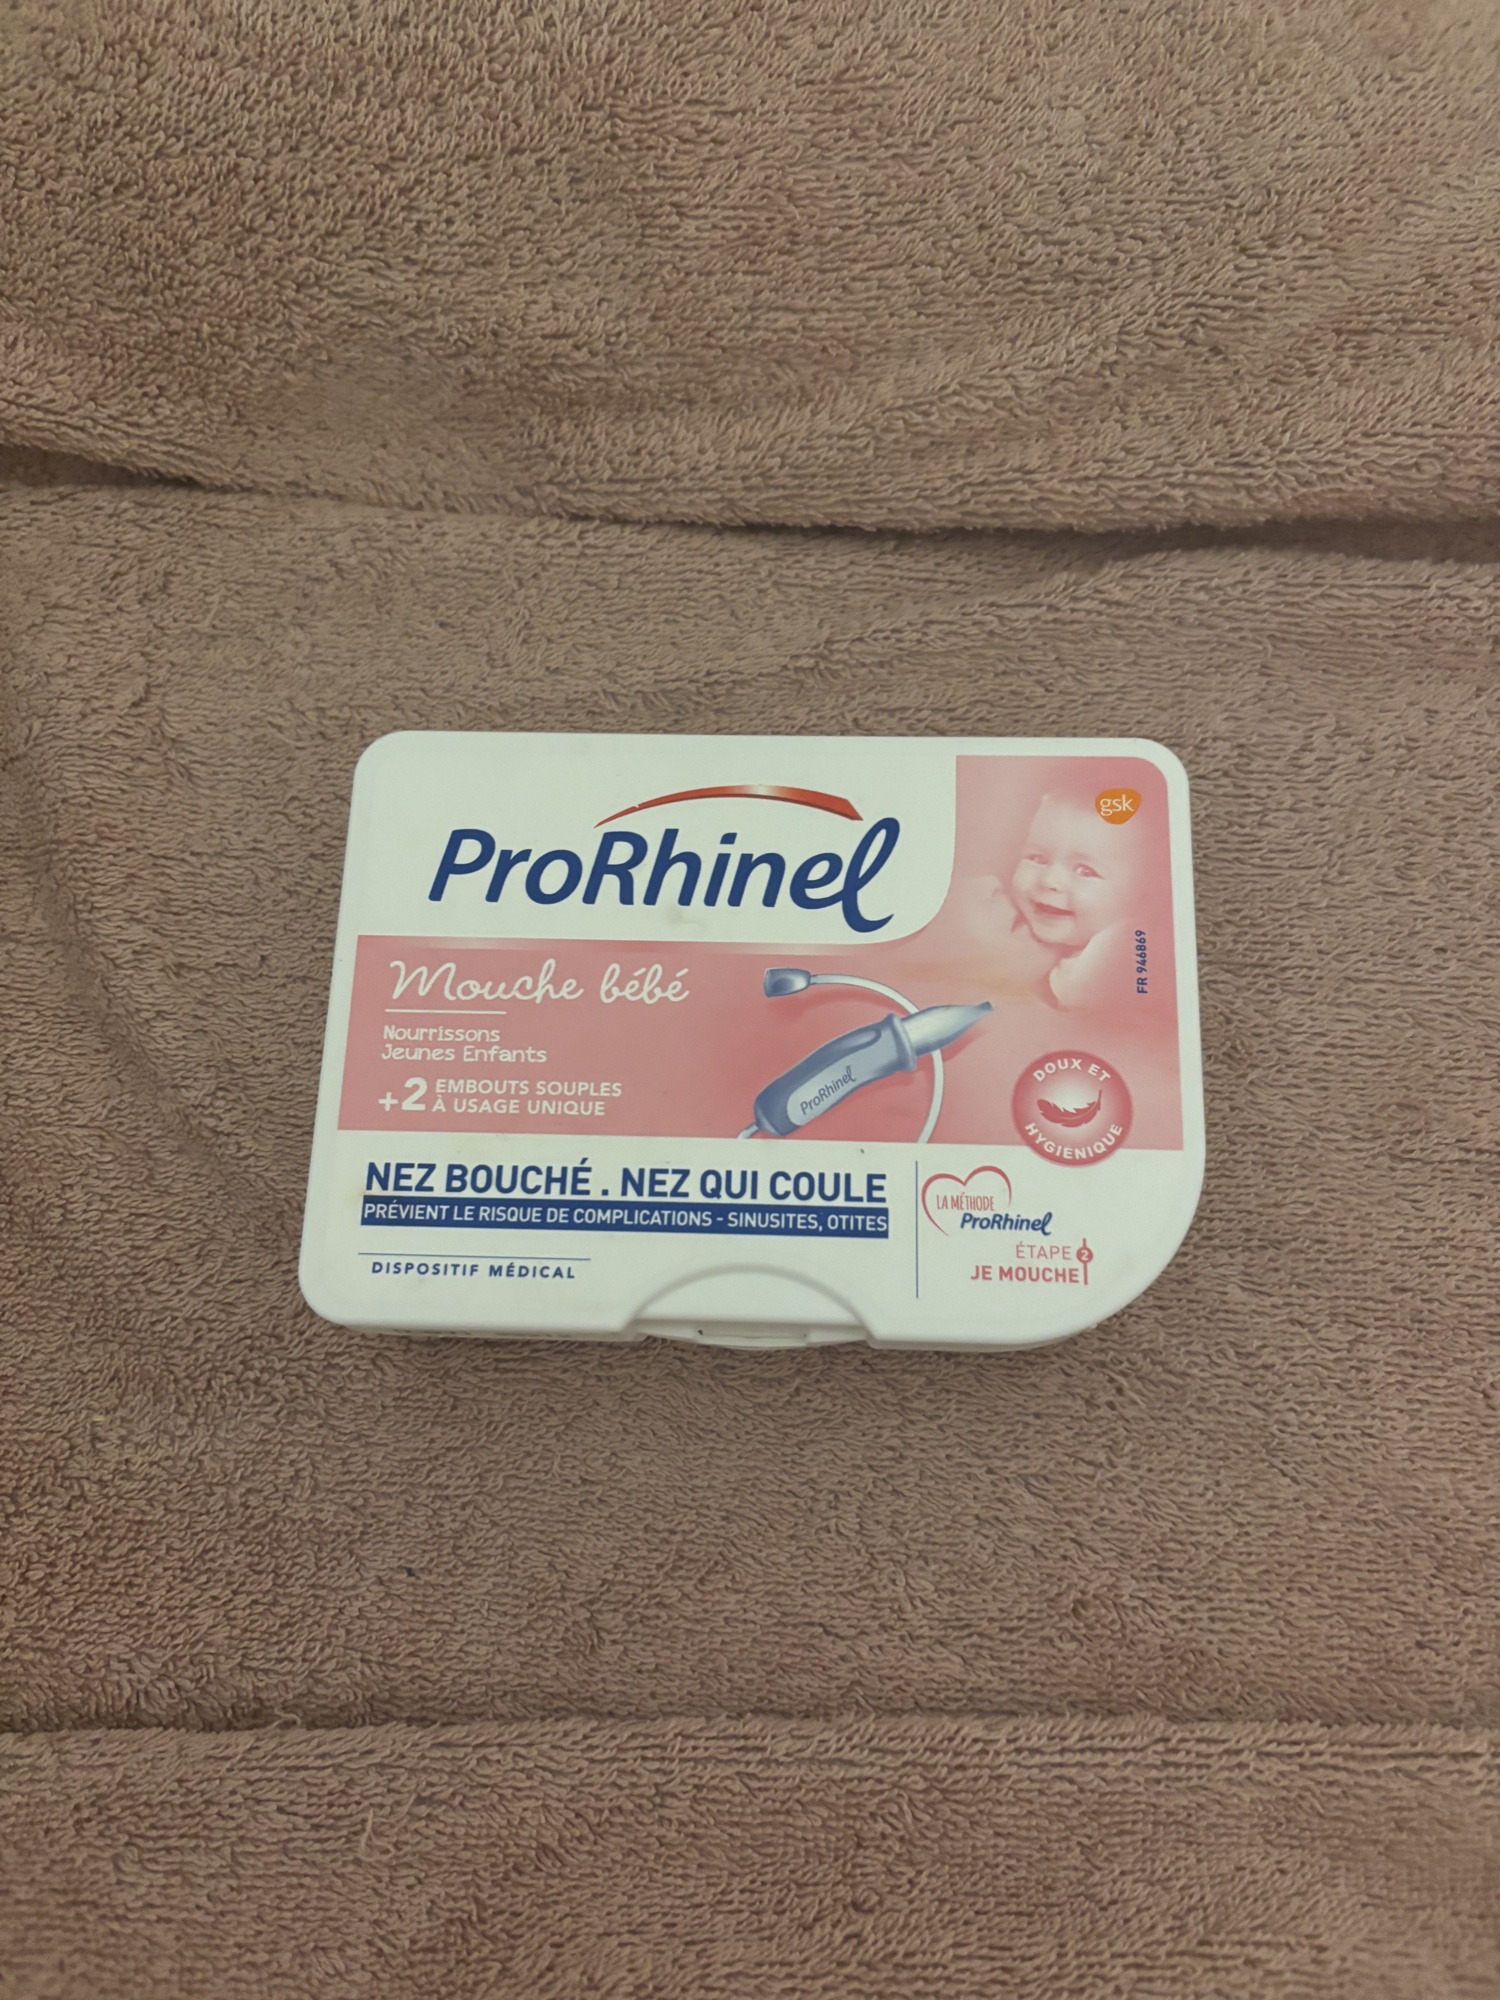 gsk
ProRhinel
FR 946869
Mouche bébé
Nourrissons
Jeunes Enfants
+2 EMBOUTS SOUPLES
À USAGE UNIQUE
ProRhinel
DOUX ET
HYGIENIQUE
NEZ BOUCHÉ . NEZ QUI COULE
PRÉVIENT LE RISQUE DE COMPLICATIONS - SINUSITES, OTITES
DISPOSITIF MÉDICAL
LA MÉTHODE
ProRhinel
ÉTAPE 2
JE MOUCHE